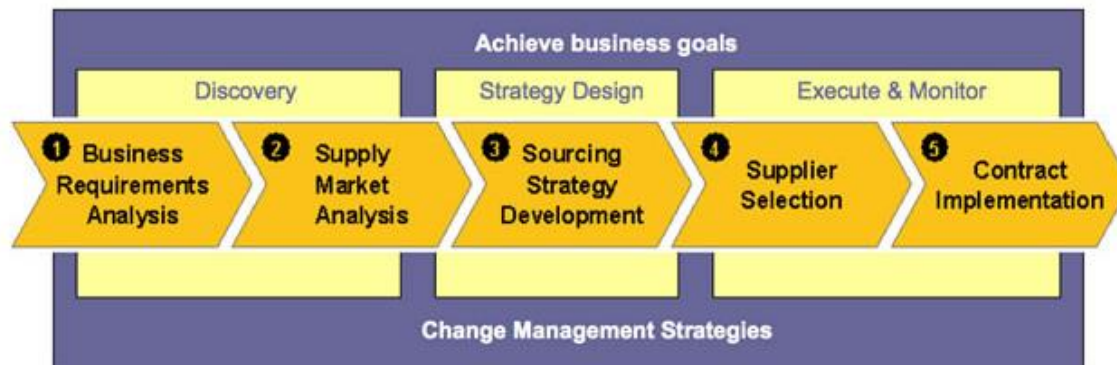 Achieve business goals
Discovery
Strategy Design
Execute & Monitor
1 Business
Requirements
Analysis
2 Supply
Market
Analysis
3 Sourcing
Strategy
Development
4 Supplier
Selection
5 Contract
Implementation
Change Management Strategies